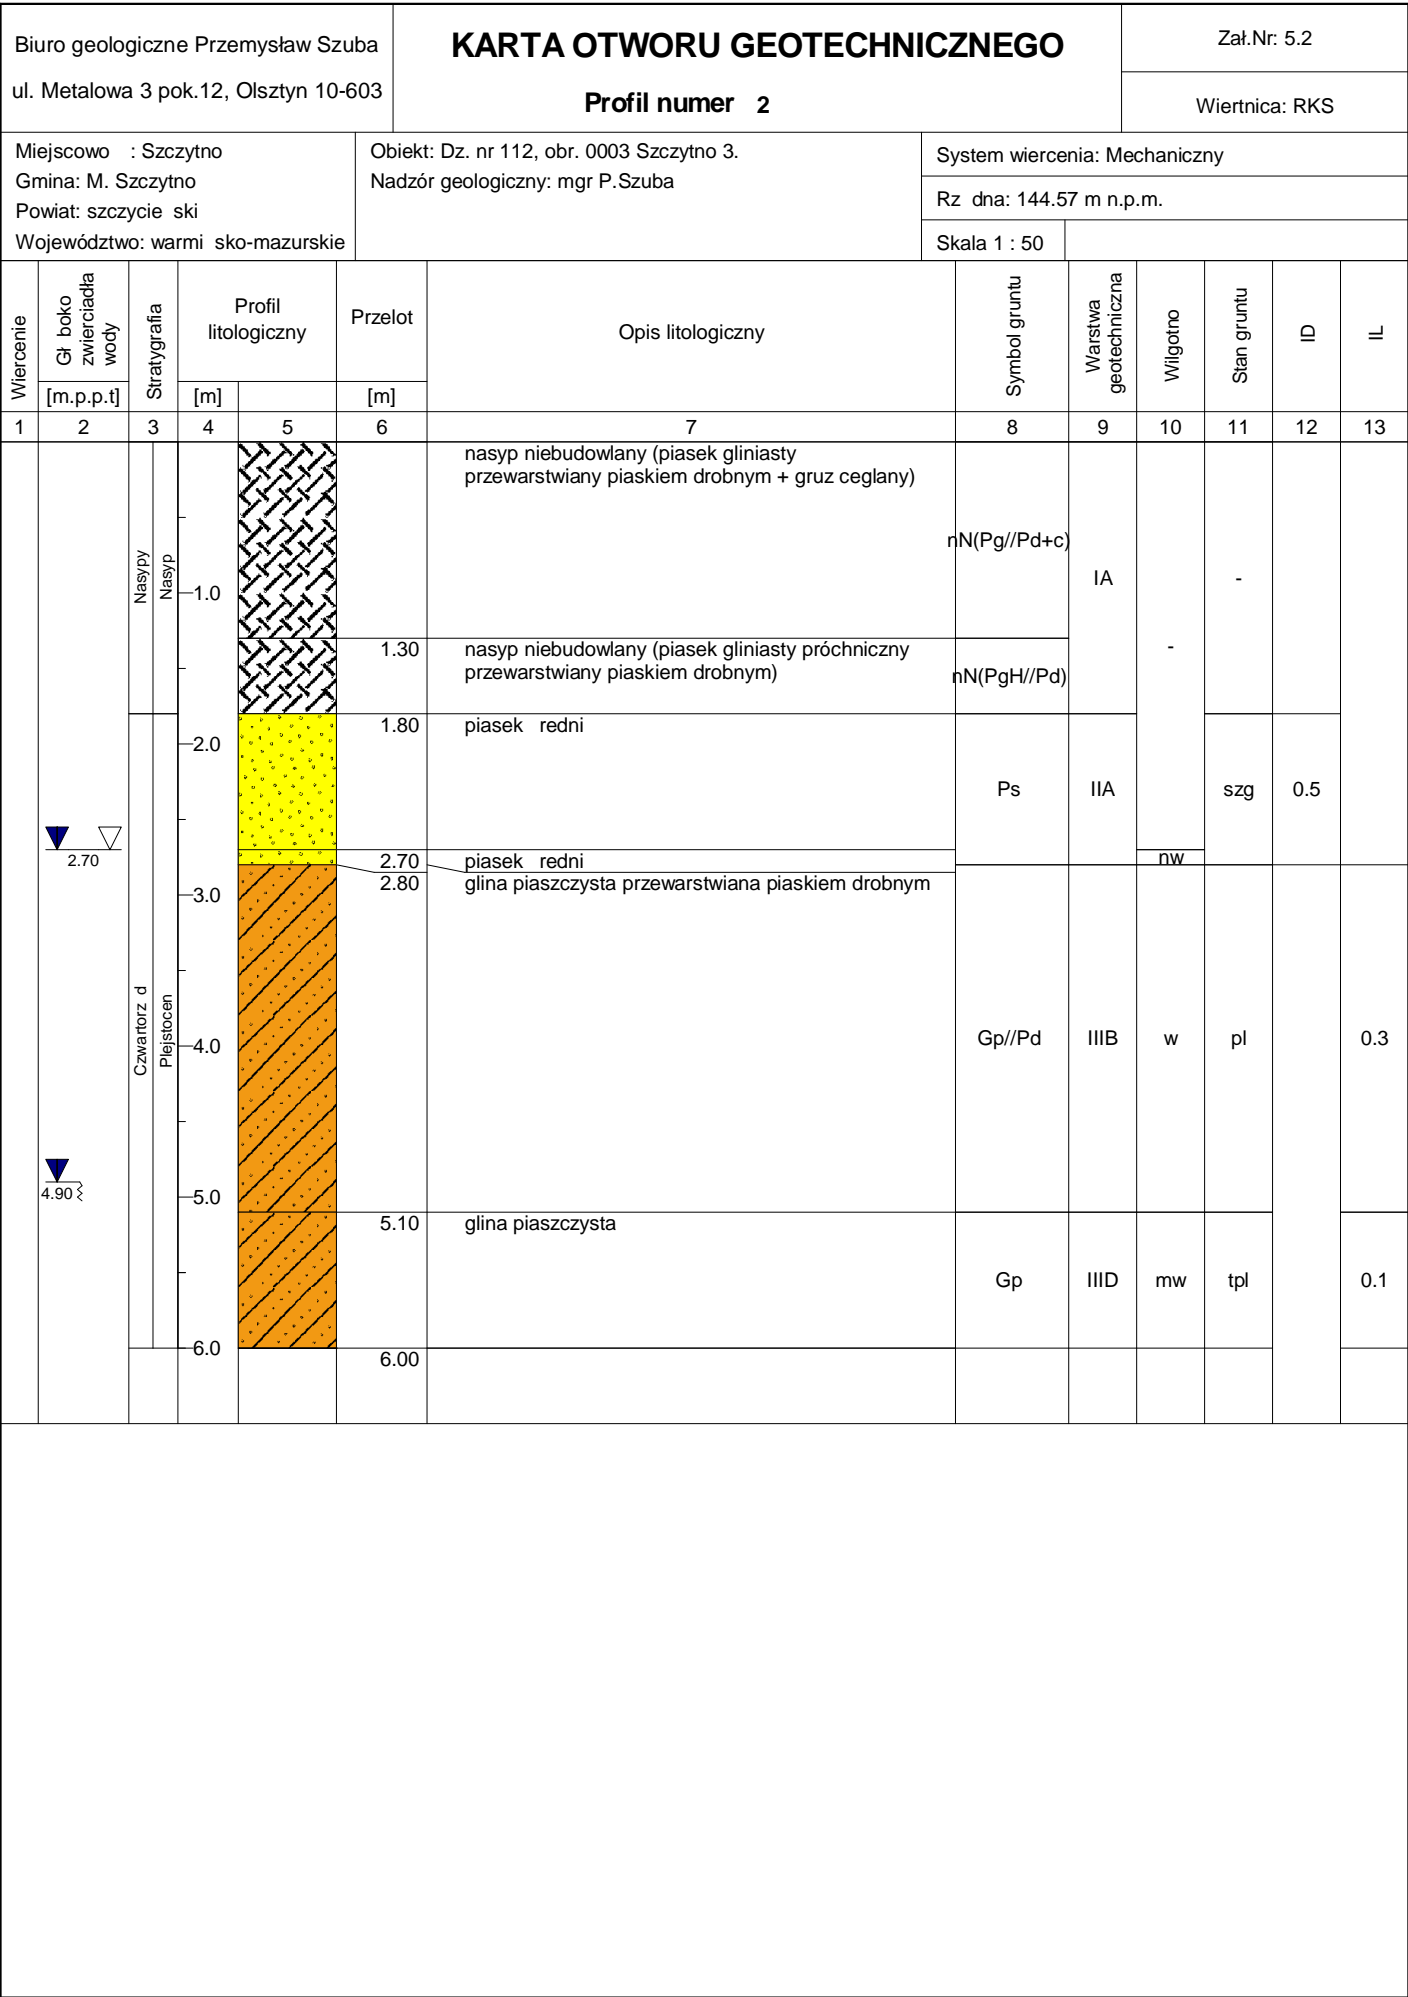 Biuro geologiczne Przemysław Szuba
ul. Metalowa 3 pok.12, Olsztyn 10-603
KARTA OTWORU GEOTECHNICZNEGO
Profil numer 2
Zał.Nr: 5.2
Wiertnica: RKS
Miejscowo : Szczytno
Gmina: M. Szczytno
Powiat: szczycie ski
Województwo: warmi sko-mazurskie
Obiekt: Dz. nr 112, obr. 0003 Szczytno 3.
Nadzór geologiczny: mgr P.Szuba
System wiercenia: Mechaniczny
Rz dna: 144.57 m n.p.m.
Skala 1 : 50
Wiercenie
Gł boko
zwierciadła
wody
[m.p.p.t]
Stratygrafia
Profil
litologiczny
[m]
Przelot
[m]
Opis litologiczny
Symbol gruntu
Warstwa
geotechniczna
Wilgotno
Stan gruntu
ID
IL
1 2 3 4 5 6 7 8 9 10 11 12 13
nasyp niebudowlany (piasek gliniasty
przewarstwiany piaskiem drobnym + gruz ceglany)
nN(Pg//Pd+c)
Nasypy
Nasyp
1.0
IA
-
1.30
nasyp niebudowlany (piasek gliniasty próchniczny
przewarstwiany piaskiem drobnym)
nN(PgH//Pd)
-
1.80
piasek redni
2.0
Ps
IIA
szg
0.5
2.70
2.70
piasek redni
nw
2.80
glina piaszczysta przewarstwiana piaskiem drobnym
3.0
Czwartorz d
Plejstocen
4.0
Gp//Pd
IIIB
w
pl
0.3
4.90
5.0
5.10
glina piaszczysta
Gp
IIID
mw
tpl
0.1
6.0
6.00